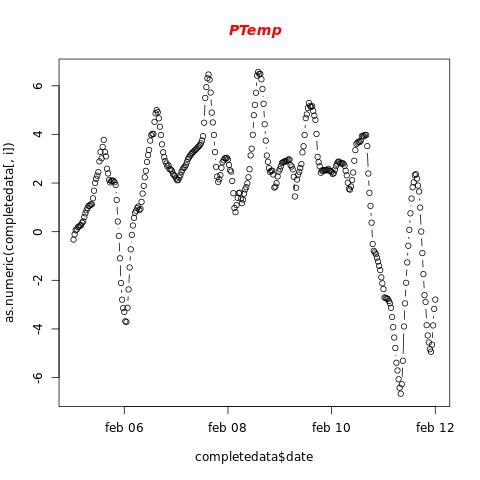 PTemp
as.numeric(completedata[, i])
6
4
2
0
-2
-4
-6
feb 06
feb 08
feb 10
feb 12
completedata$date